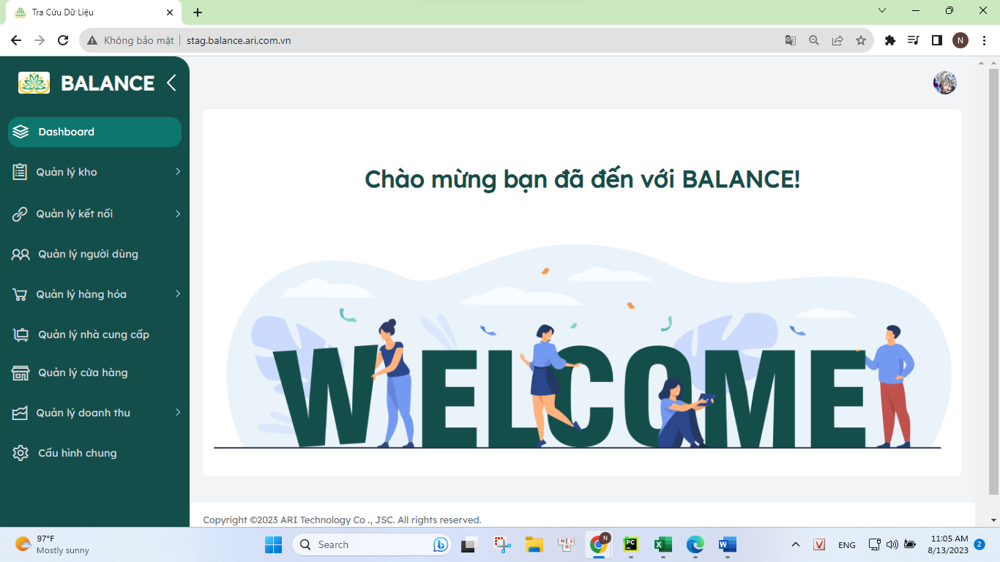 Tra Cứu Dữ Liệu
Không bảo mật
stag.balance.ari.com.vn
N
BALANCE
Dashboard
Quản lý kho
Quản lý kết nối
Quản lý người dùng
Quản lý hàng hóa
Quản lý nhà cung cấp
Quản lý cửa hàng
Quản lý doanh thu
Cấu hình chung
Chào mừng bạn đã đến với BALANCE!
WELCOME
Copyright ©2023 ARI Technology Co ., JSC. All rights reserved.
97°F
Mostly sunny
Search
N
PC
V
ENG
11:05 AM
8/13/2023
2